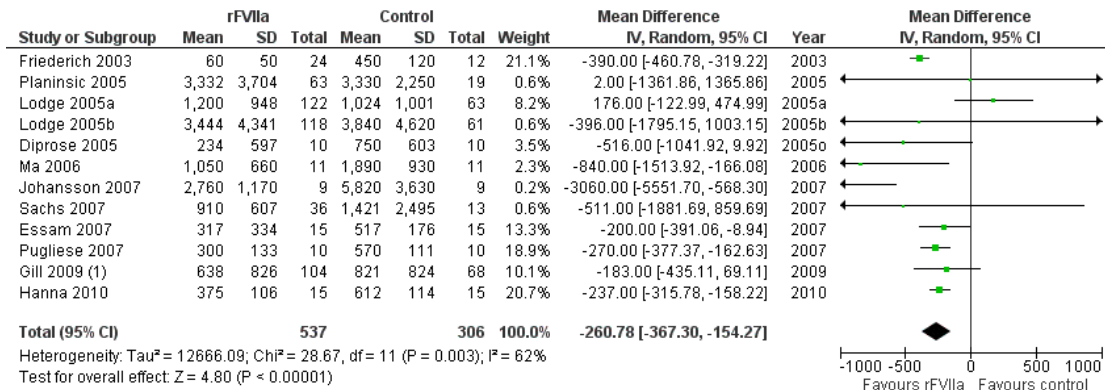 rFVIIa Control Mean Difference Mean Difference
Study or Subgroup Mean SD Total Mean SD Total Weight IV, Random, 95% CI Year IV, Random, 95% CI
Friederich 2003 60 50 24 450 120 12 21.1% -390.00 [-460.78, -319.22] 2003
Planinsic 2005 3,332 3,704 63 3,330 2,250 19 0.6% 2.00 [-1361.86, 1365.86] 2005
Lodge 2005a 1,200 948 122 1,024 1,001 63 8.2% 176.00 [-122.99, 474.99] 2005a
Lodge 2005b 3,444 4,341 118 3,840 4,620 61 0.6% -396.00 [-1795.15, 1003.15] 2005b
Diprose 2005 234 597 10 750 603 10 3.5% -516.00 [-1041.92, 9.92] 2005o
Ma 2006 1,050 660 11 1,890 930 11 2.3% -840.00 [-1513.92, -166.08] 2006
Johansson 2007 2,760 1,170 9 5,820 3,630 9 0.2% -3060.00 [-5551.70, -568.30] 2007
Sachs 2007 910 607 36 1,421 2,495 13 0.6% -511.00 [-1881.69, 859.69] 2007
Essam 2007 317 334 15 517 176 15 13.3% -200.00 [-391.06, -8.94] 2007
Pugliese 2007 300 133 10 570 111 10 18.9% -270.00 [-377.37, -162.63] 2007
Gill 2009 (1) 638 826 104 821 824 68 10.1% -183.00 [-435.11, 69.11] 2009
Hanna 2010 375 106 15 612 114 15 20.7% -237.00 [-315.78, -158.22] 2010
Total (95% CI) 537 306 100.0% -260.78 [-367.30, -154.27]
Heterogeneity: Tau² = 12666.09; Chi² = 28.67, df = 11 (P = 0.003); I² = 62%
Test for overall effect: Z = 4.80 (P < 0.00001)
-1000 -500 0 500 1000
Favours rFVIIa Favours control